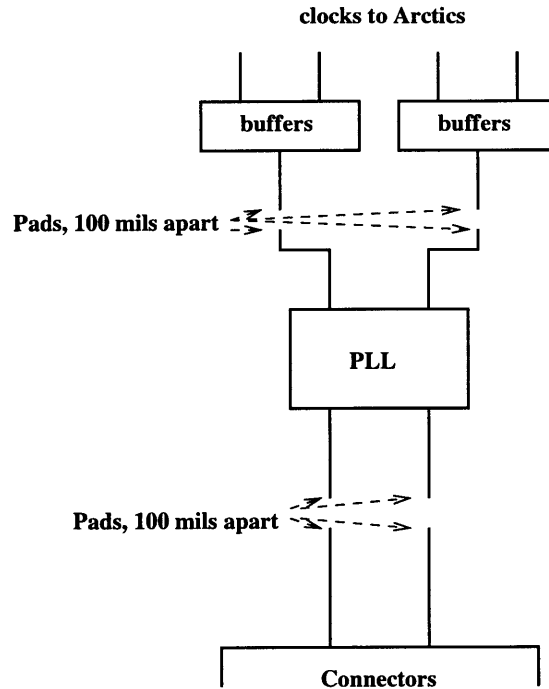 clocks to Arctics
buffers
buffers
Pads, 100 mils apart
PLL
Pads, 100 mils apart
Connectors